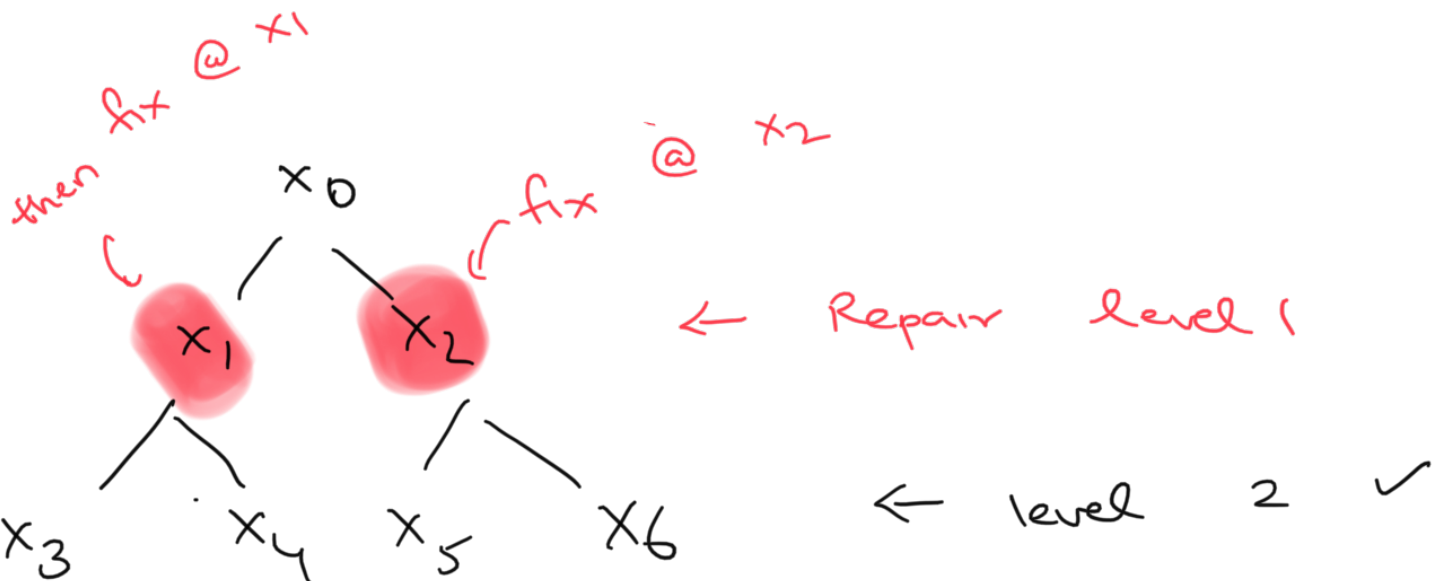 then fix @ x1
fix @ x2
x0
x1 x2
← Repair level 1
x3 x4 x5 x6
← level 2 ✓